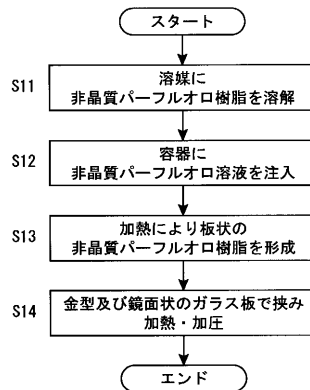 スタート
S11
溶媒に
非晶質パーフルオロ樹脂を溶解
S12
容器に
非晶質パーフルオロ溶液を注入
S13
加熱により板状の
非晶質パーフルオロ樹脂を形成
S14
金型及び鏡面状のガラス板で挟み
加熱・加圧
エンド